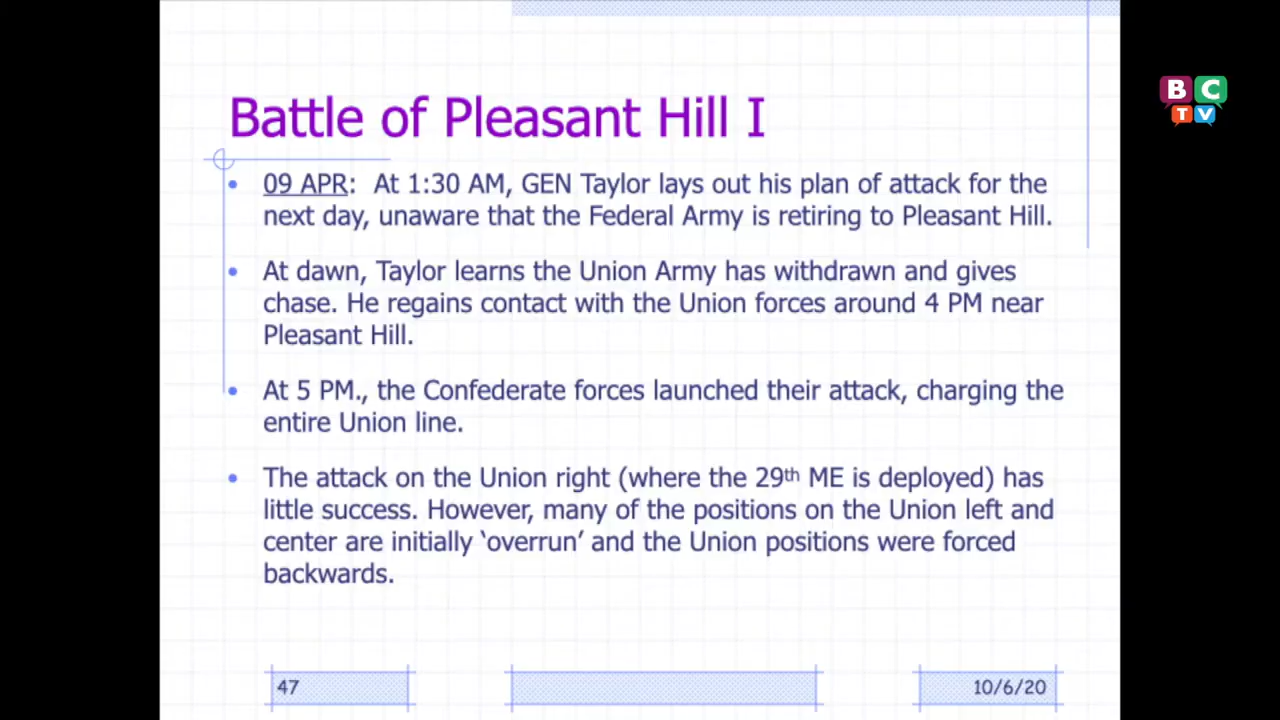 B C
TV
Battle of Pleasant Hill I
• 09 APR: At 1:30 AM, GEN Taylor lays out his plan of attack for the
next day, unaware that the Federal Army is retiring to Pleasant Hill.
• At dawn, Taylor learns the Union Army has withdrawn and gives
chase. He regains contact with the Union forces around 4 PM near
Pleasant Hill.
• At 5 PM., the Confederate forces launched their attack, charging the
entire Union line.
• The attack on the Union right (where the 29th ME is deployed) has
little success. However, many of the positions on the Union left and
center are initially ‘overrun’ and the Union positions were forced
backwards.
47
10/6/20